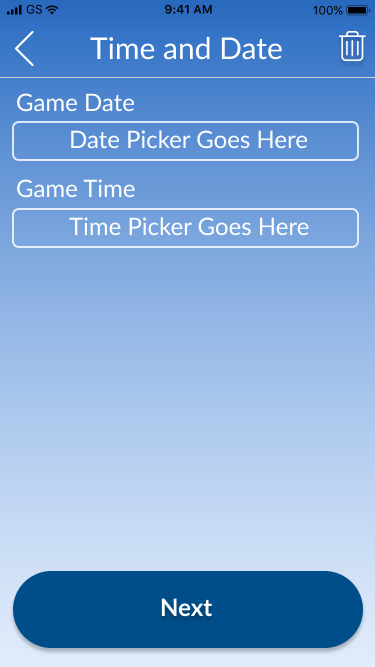 GS 9:41 AM 100%
Time and Date
Game Date
Date Picker Goes Here
Game Time
Time Picker Goes Here
Next